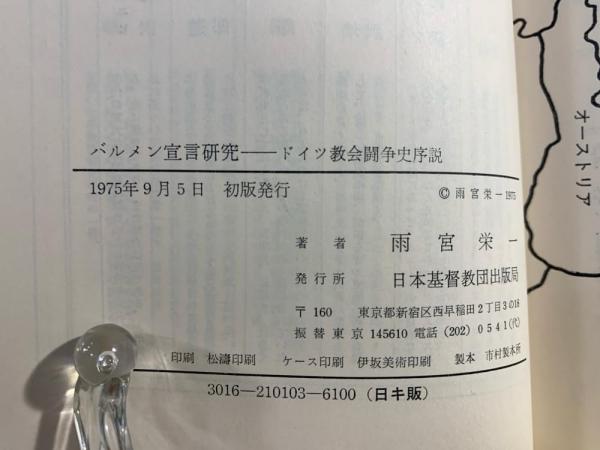 バルメン宣言研究――ドイツ教会闘争史序説
1975年9月5日 初版発行
© 雨宮栄一 1975
著者 雨宮栄一
発行所 日本基督教団出版局
〒160 東京都新宿区西早稲田2丁目3の18
振替東京145610 電話(202)0541(代)
印刷 松濤印刷 ケース印刷 伊坂美術印刷 製本 市村製本所
3016―210103―6100(日キ販)
オーストリア